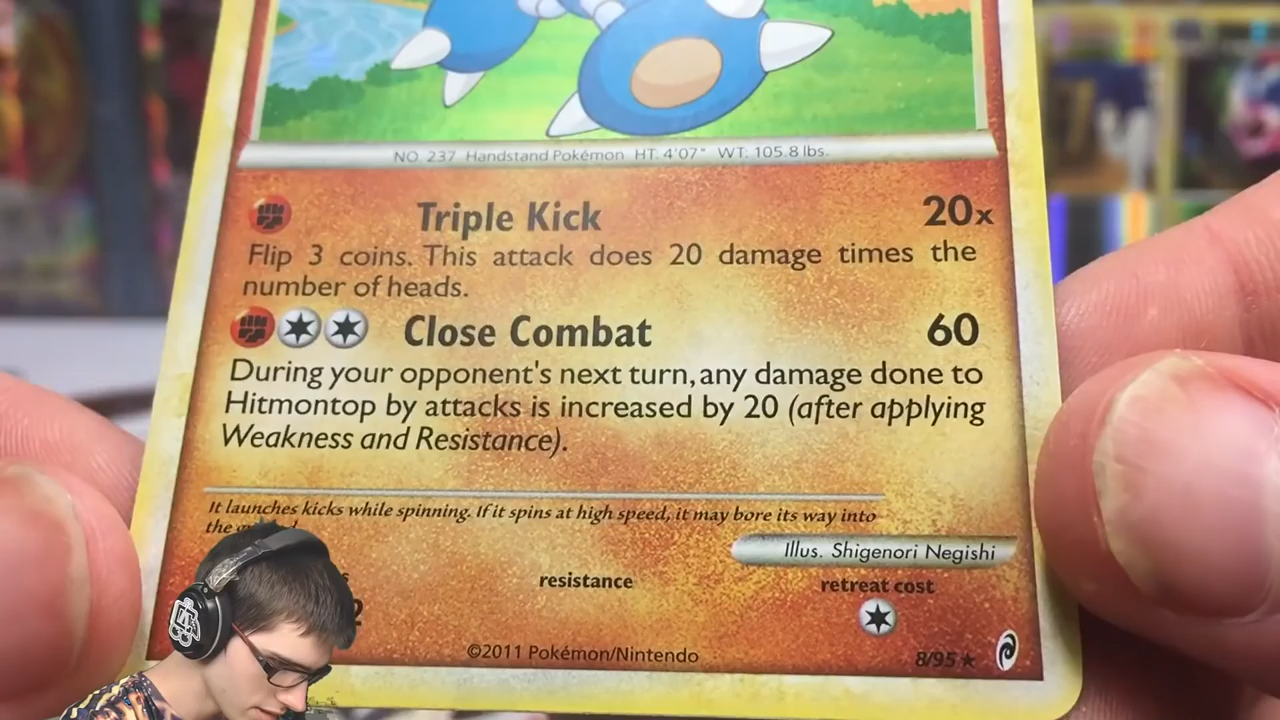 NO. 237 Handstand Pokémon HT: 4'07" WT: 105.8 lbs.
Triple Kick 20x
Flip 3 coins. This attack does 20 damage times the
number of heads.
Close Combat 60
During your opponent's next turn, any damage done to
Hitmontop by attacks is increased by 20 (after applying
Weakness and Resistance).
It launches kicks while spinning. If it spins at high speed, it may bore its way into
the
Illus. Shigenori Negishi
resistance
retreat cost
©2011 Pokémon/Nintendo
8/95